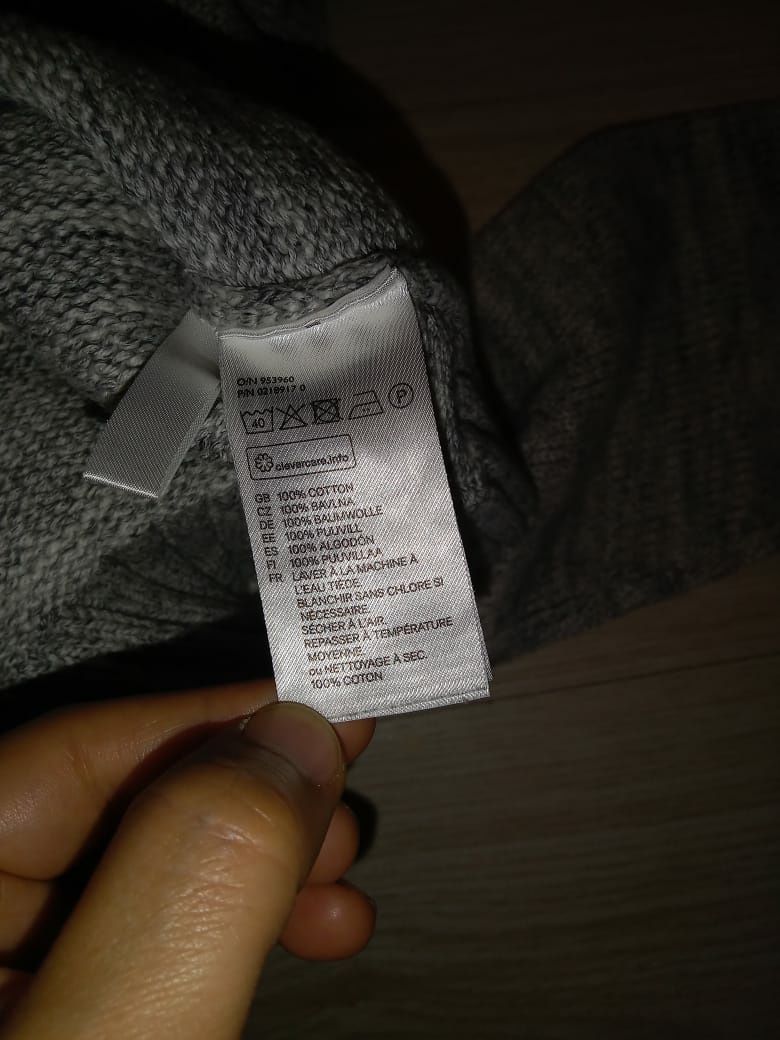 O/N 953960
P/N 0218917 0
40 P
clevercare.info
GB 100% COTTON
CZ 100% BAVLNA
DE 100% BAUMWOLLE
EE 100% PUUVILL
ES 100% ALGODÓN
FI 100% PUUVILLAA
FR LAVER À LA MACHINE À
L'EAU TIÈDE.
BLANCHIR SANS CHLORE SI
NÉCESSAIRE.
SÉCHER À L'AIR.
REPASSER À TEMPÉRATURE
MOYENNE.
ou NETTOYAGE À SEC.
100% COTON